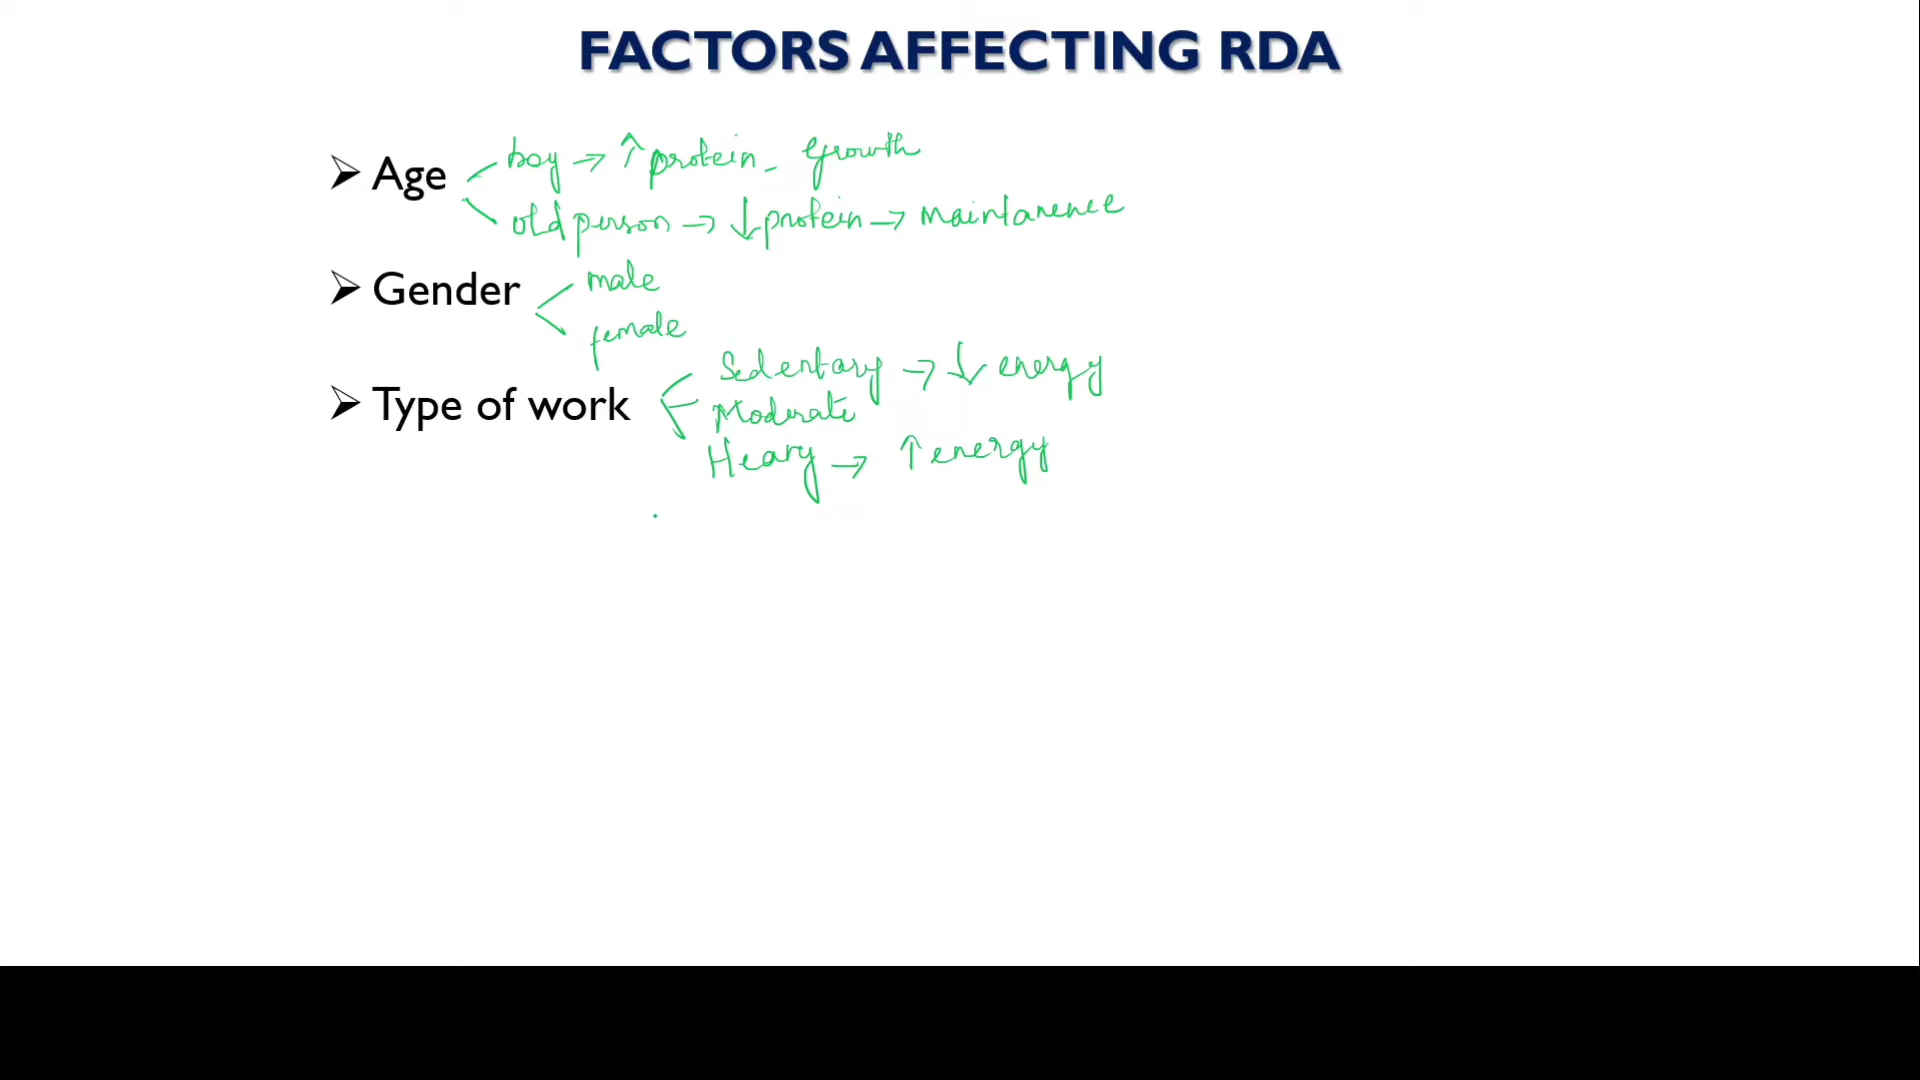 FACTORS AFFECTING RDA
➢ Age
boy → ↑ protein - Growth
old person → ↓ protein → maintanence
➢ Gender
male
female
➢ Type of work
Sedentary → ↓ energy
Moderate
Heavy → ↑ energy